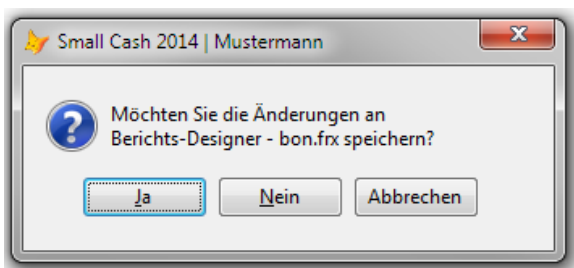 Small Cash 2014 | Mustermann
Möchten Sie die Änderungen an
Berichts-Designer - bon.frx speichern?
Ja
Nein
Abbrechen